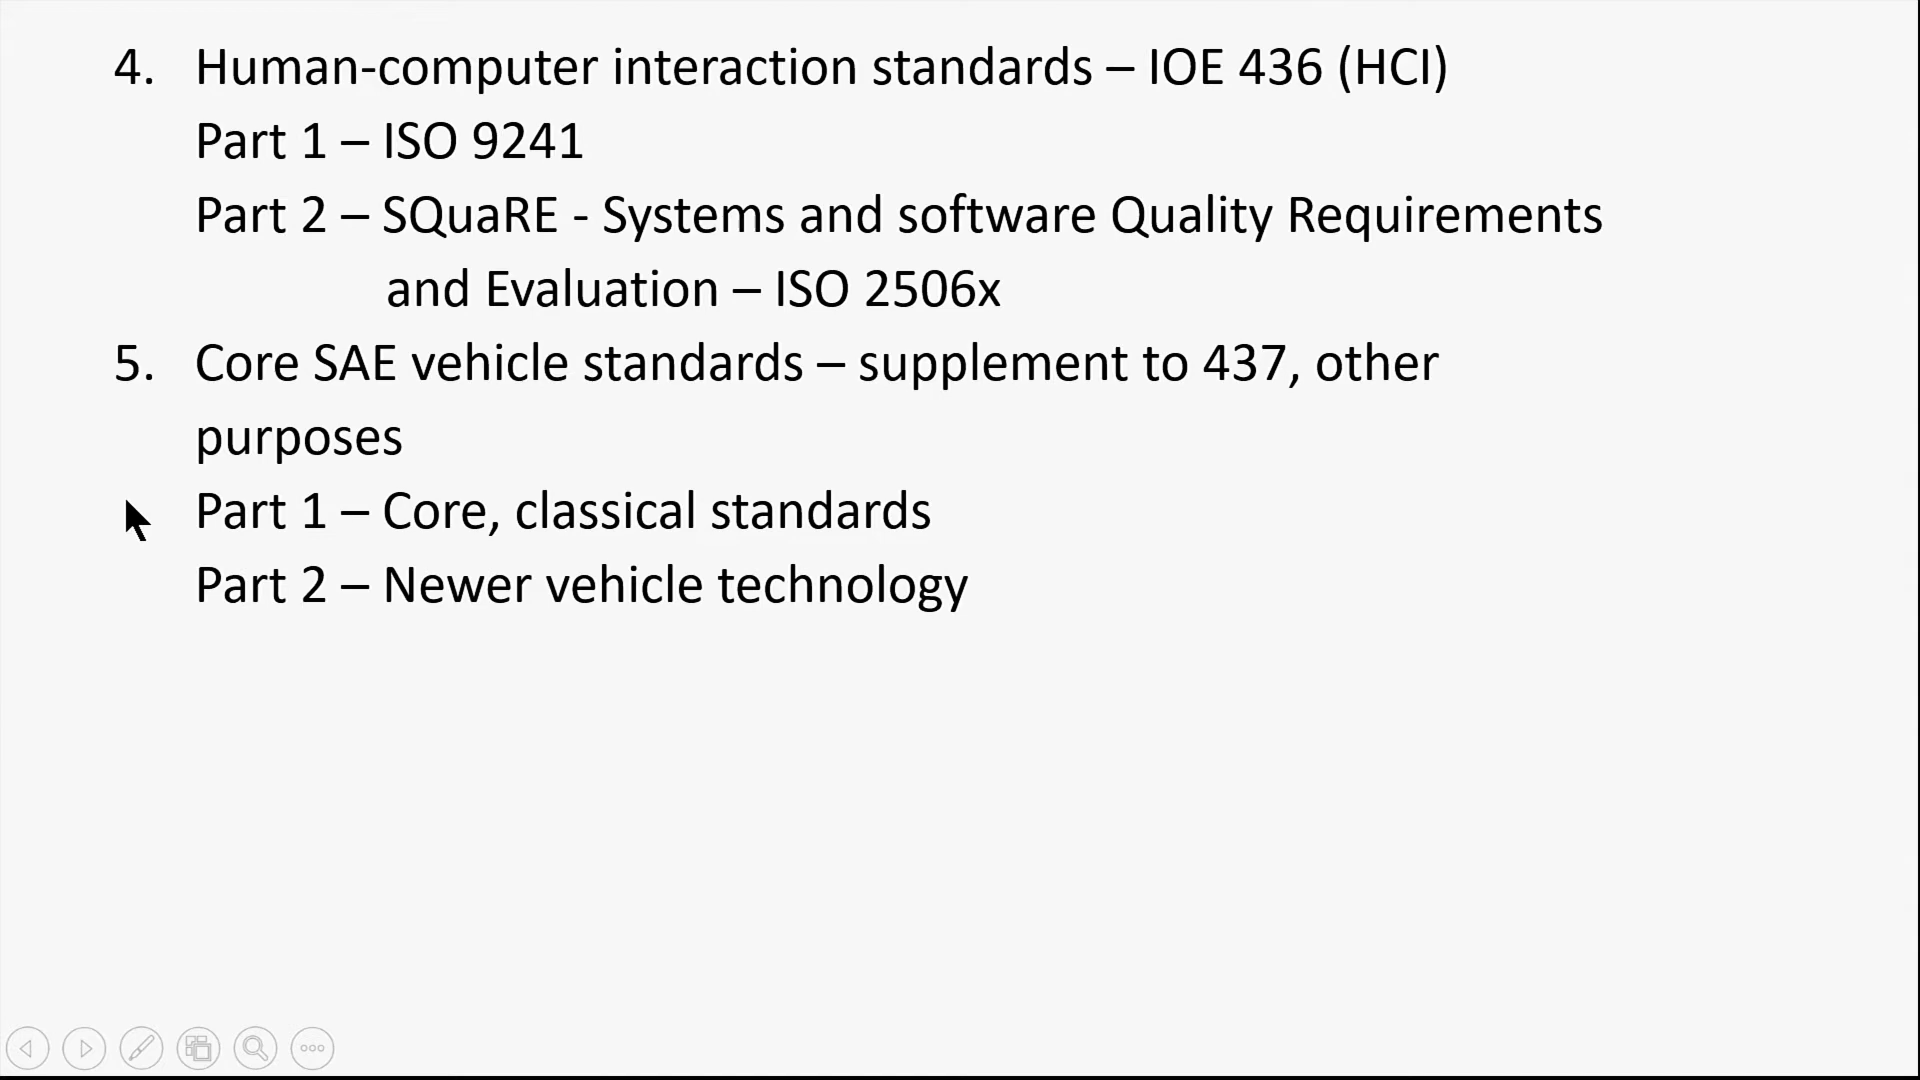 4. Human-computer interaction standards – IOE 436 (HCI)
Part 1 – ISO 9241
Part 2 – SQuaRE - Systems and software Quality Requirements
and Evaluation – ISO 2506x
5. Core SAE vehicle standards – supplement to 437, other
purposes
Part 1 – Core, classical standards
Part 2 – Newer vehicle technology